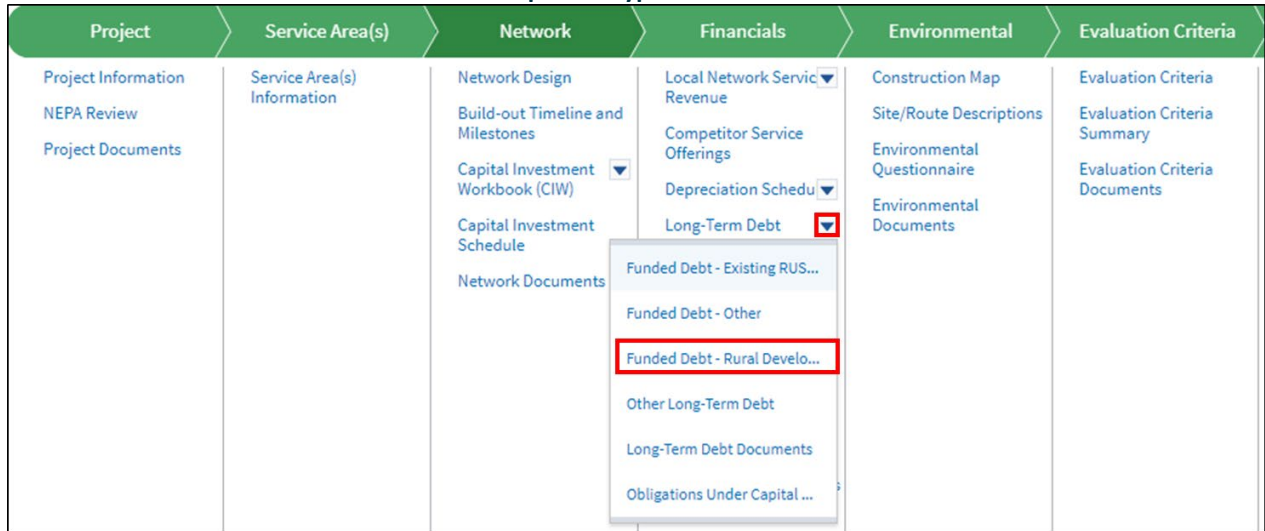 Project
Service Area(s)
Network
Financials
Environmental
Evaluation Criteria
Project Information
NEPA Review
Project Documents
Service Area(s)
Information
Network Design
Build-out Timeline and
Milestones
Capital Investment
Workbook (CIW)
Capital Investment
Schedule
Network Documents
Local Network Servic
Revenue
Competitor Service
Offerings
Depreciation Schedu
Long-Term Debt
Funded Debt - Existing RUS...
Funded Debt - Other
Funded Debt - Rural Develo...
Other Long-Term Debt
Long-Term Debt Documents
Obligations Under Capital ...
Construction Map
Site/Route Descriptions
Environmental
Questionnaire
Environmental
Documents
Evaluation Criteria
Evaluation Criteria
Summary
Evaluation Criteria
Documents